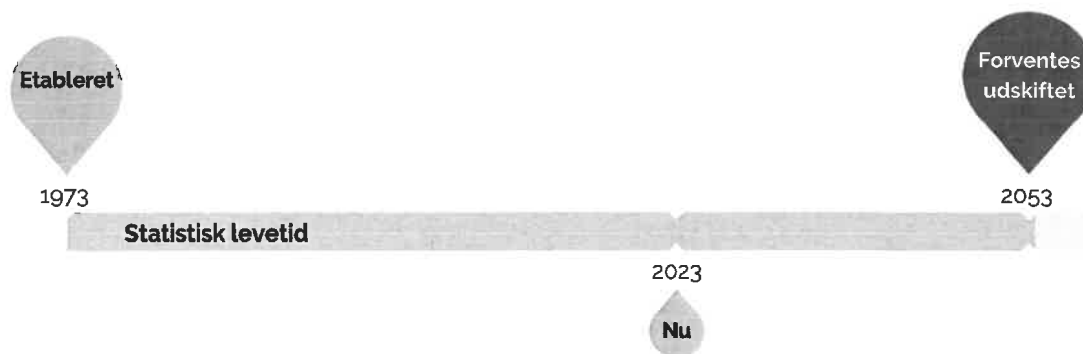 Etableret
Forventes
udskiftet
1973
2053
Statistisk levetid
2023
Nu